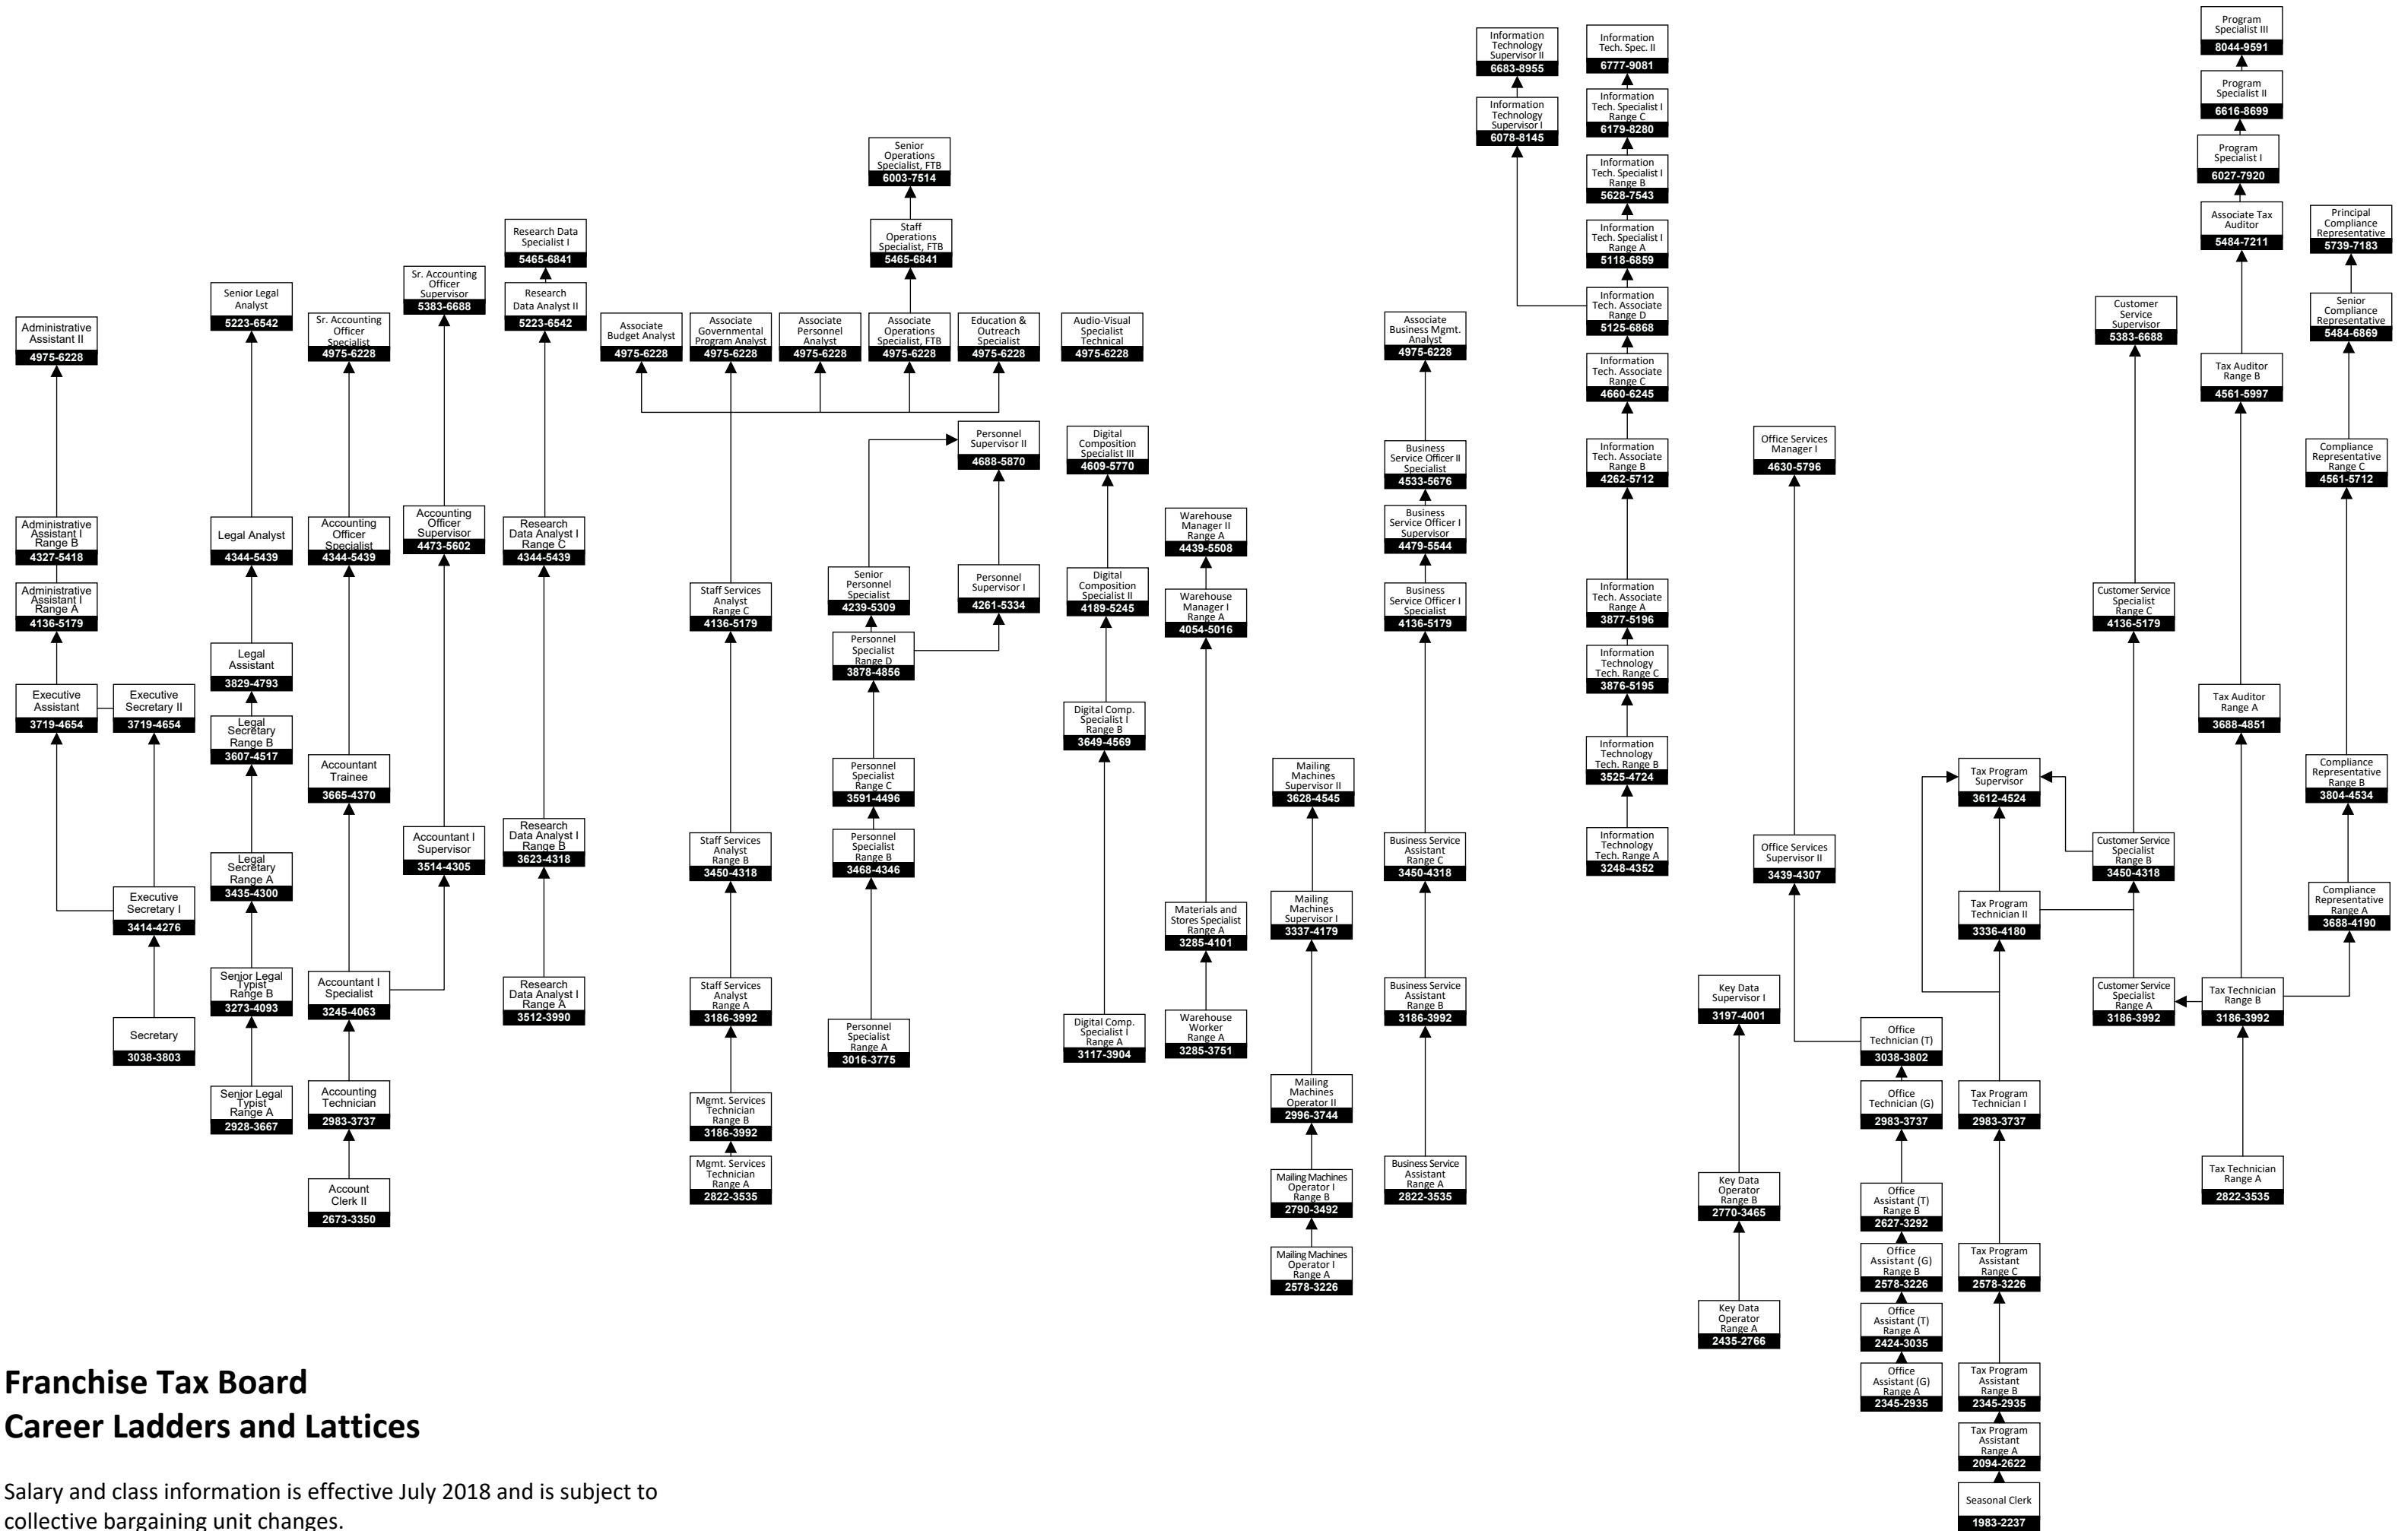 Administrative
Assistant II
4975-6228
Administrative
Assistant I
Range B
4327-5418
Administrative
Assistant I
Range A
4136-5179
Executive
Assistant
3719-4654
Executive
Secretary II
3719-4654
Executive
Secretary I
3414-4276
Secretary
3038-3803
Senior Legal
Analyst
5223-6542
Legal Analyst
4344-5439
Legal
Assistant
3829-4793
Legal
Secretary
Range B
3607-4517
Legal
Secretary
Range A
3435-4300
Senior Legal
Typist
Range B
3273-4093
Senior Legal
Typist
Range A
2928-3667
Sr. Accounting
Officer
Specialist
4975-6228
Accounting
Officer
Specialist
4344-5439
Accountant
Trainee
3665-4370
Accountant I
Specialist
3245-4063
Accounting
Technician
2983-3737
Account
Clerk II
2673-3350
Sr. Accounting
Officer
Supervisor
5383-6688
Accounting
Officer
Supervisor
4473-5602
Accountant I
Supervisor
3514-4305
Research Data
Specialist I
5465-6841
Research
Data Analyst II
5223-6542
Research
Data Analyst I
Range C
4344-5439
Research
Data Analyst I
Range B
3623-4318
Research
Data Analyst I
Range A
3512-3990
Associate
Budget Analyst
4975-6228
Associate
Governmental
Program Analyst
4975-6228
Associate
Personnel
Analyst
4975-6228
Senior
Operations
Specialist, FTB
6003-7514
Staff
Operations
Specialist, FTB
5465-6841
Associate
Operations
Specialist, FTB
4975-6228
Education &
Outreach
Specialist
4975-6228
Audio-Visual
Specialist
Technical
4975-6228
Staff Services
Analyst
Range C
4136-5179
Staff Services
Analyst
Range B
3450-4318
Staff Services
Analyst
Range A
3186-3992
Mgmt. Services
Technician
Range B
3186-3992
Mgmt. Services
Technician
Range A
2822-3535
Personnel
Supervisor II
4688-5870
Senior
Personnel
Specialist
4239-5309
Personnel
Supervisor I
4261-5334
Personnel
Specialist
Range D
3878-4856
Personnel
Specialist
Range C
3591-4496
Personnel
Specialist
Range B
3468-4346
Personnel
Specialist
Range A
3016-3775
Digital
Composition
Specialist III
4609-5770
Digital
Composition
Specialist II
4189-5245
Digital Comp.
Specialist I
Range B
3649-4569
Digital Comp.
Specialist I
Range A
3117-3904
Warehouse
Manager II
Range A
4439-5508
Warehouse
Manager I
Range A
4054-5016
Materials and
Stores Specialist
Range A
3285-4101
Warehouse
Worker
Range A
3285-3751
Mailing
Machines
Supervisor II
3628-4545
Mailing
Machines
Supervisor I
3337-4179
Mailing
Machines
Operator II
2996-3744
Mailing Machines
Operator I
Range B
2790-3492
Mailing Machines
Operator I
Range A
2578-3226
Associate
Business Mgmt.
Analyst
4975-6228
Business
Service Officer II
Specialist
4533-5676
Business
Service Officer I
Supervisor
4479-5544
Business
Service Officer I
Specialist
4136-5179
Business Service
Assistant
Range C
3450-4318
Business Service
Assistant
Range B
3186-3992
Business Service
Assistant
Range A
2822-3535
Information
Technology
Supervisor II
6683-8955
Information
Technology
Supervisor I
6078-8145
Information
Tech. Spec. II
6777-9081
Information
Tech. Specialist I
Range C
6179-8280
Information
Tech. Specialist I
Range B
5628-7543
Information
Tech. Specialist I
Range A
5118-6859
Information
Tech. Associate
Range D
5125-6868
Information
Tech. Associate
Range C
4660-6245
Information
Tech. Associate
Range B
4262-5712
Information
Tech. Associate
Range A
3877-5196
Information
Technology
Tech. Range C
3876-5195
Information
Technology
Tech. Range B
3525-4724
Information
Technology
Tech. Range A
3248-4352
Office Services
Manager I
4630-5796
Office Services
Supervisor II
3439-4307
Key Data
Supervisor I
3197-4001
Key Data
Operator
Range B
2770-3465
Key Data
Operator
Range A
2435-2766
Office
Technician (T)
3038-3802
Office
Technician (G)
2983-3737
Office
Assistant (T)
Range B
2627-3292
Office
Assistant (G)
Range B
2578-3226
Office
Assistant (T)
Range A
2424-3035
Office
Assistant (G)
Range A
2345-2935
Tax Program
Supervisor
3612-4524
Tax Program
Technician II
3336-4180
Tax Program
Technician I
2983-3737
Tax Program
Assistant
Range C
2578-3226
Tax Program
Assistant
Range B
2345-2935
Tax Program
Assistant
Range A
2094-2622
Seasonal Clerk
1983-2237
Customer
Service
Supervisor
5383-6688
Customer Service
Specialist
Range C
4136-5179
Customer Service
Specialist
Range B
3450-4318
Customer Service
Specialist
Range A
3186-3992
Program
Specialist III
8044-9591
Program
Specialist II
6616-8699
Program
Specialist I
6027-7920
Associate Tax
Auditor
5484-7211
Tax Auditor
Range B
4561-5997
Tax Auditor
Range A
3688-4851
Tax Technician
Range B
3186-3992
Tax Technician
Range A
2822-3535
Principal
Compliance
Representative
5739-7183
Senior
Compliance
Representative
5484-6869
Compliance
Representative
Range C
4561-5712
Compliance
Representative
Range B
3804-4534
Compliance
Representative
Range A
3688-4190
Franchise Tax Board
Career Ladders and Lattices
Salary and class information is effective July 2018 and is subject to
collective bargaining unit changes.